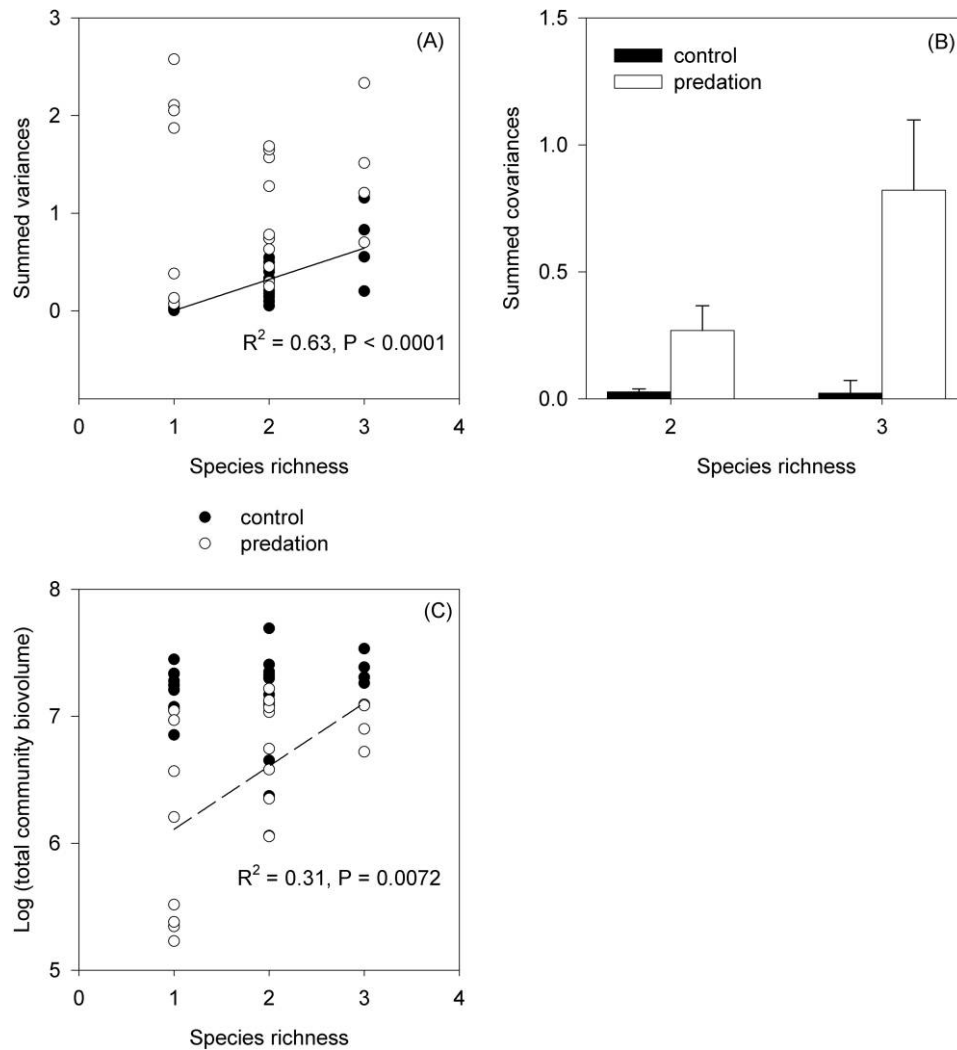 (A)
3
2
1
0
Summed variances
R² = 0.63, P < 0.0001
0 1 2 3 4
Species richness
(B)
1.5
1.0
0.5
0.0
Summed covariances
control
predation
2 3
Species richness
control
predation
(C)
8
7
6
5
Log (total community biovolume)
R² = 0.31, P = 0.0072
0 1 2 3 4
Species richness